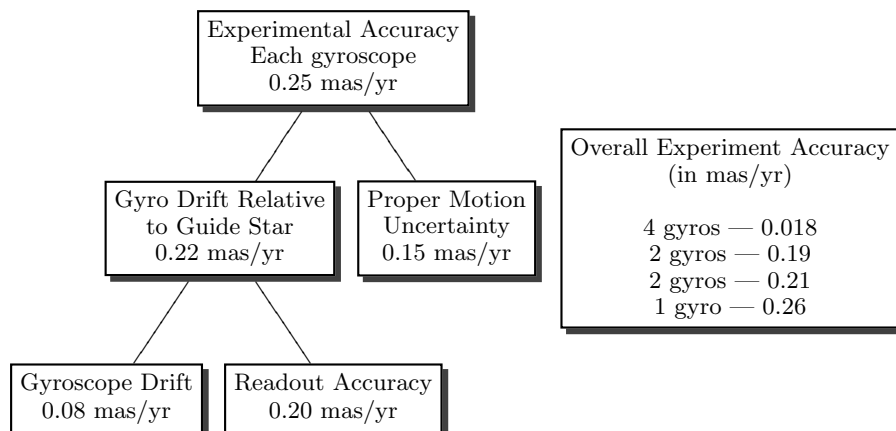 Experimental Accuracy
Each gyroscope
0.25 mas/yr
Overall Experiment Accuracy
(in mas/yr)
4 gyros — 0.018
2 gyros — 0.19
2 gyros — 0.21
1 gyro — 0.26
Gyro Drift Relative
to Guide Star
0.22 mas/yr
Proper Motion
Uncertainty
0.15 mas/yr
Gyroscope Drift
0.08 mas/yr
Readout Accuracy
0.20 mas/yr